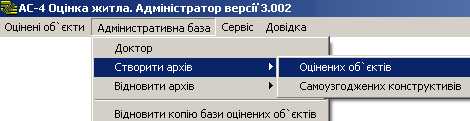 АС-4 Оцінка житла. Адміністратор версії 3.002
Оцінені об`єкти Адміністративна база Сервіс Довідка
Доктор
Створити архів Оцінених об`єктів
Відновити архів Самоузгоджених конструктивів
Відновити копію бази оцінених об`єктів